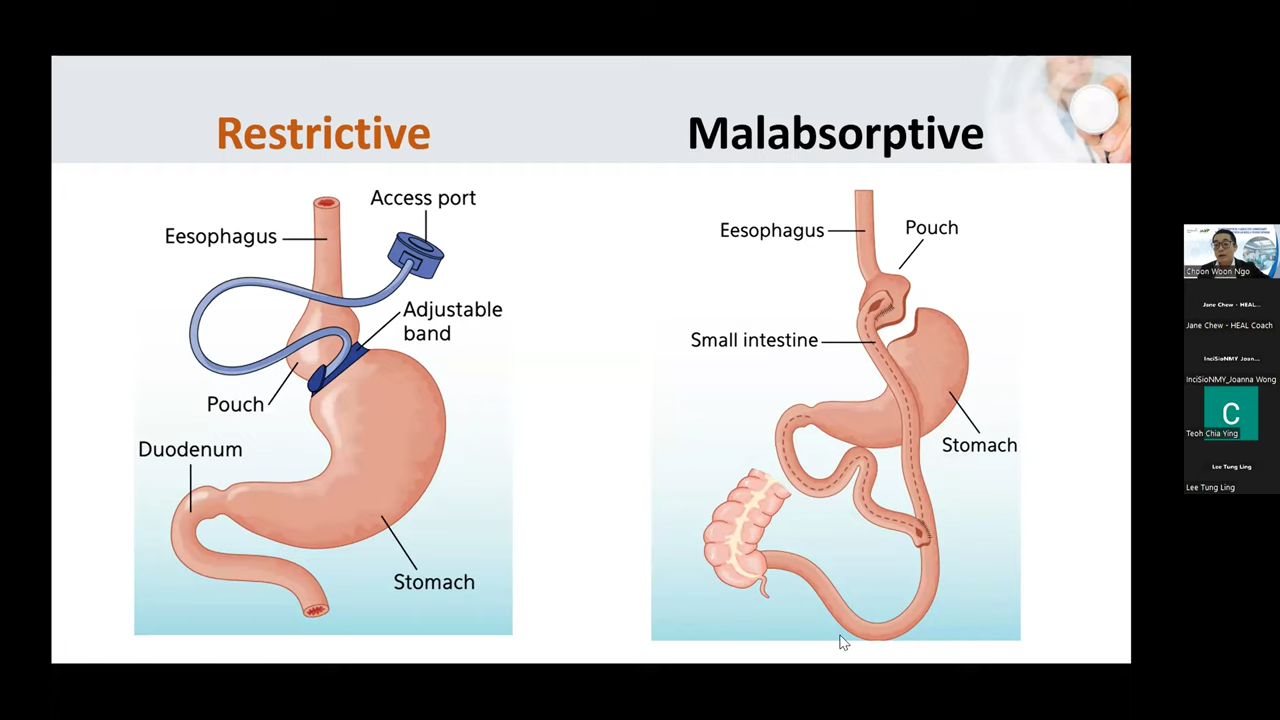 Restrictive
Malabsorptive
Access port
Eesophagus
Adjustable
band
Pouch
Duodenum
Stomach
Eesophagus
Pouch
Small intestine
Stomach
Choon Woon Ngo
Jane Chew - HEAL...
Jane Chew - HEAL Coach
InciSioNMY_Joan...
InciSioNMY_Joanna Wong
C
Teoh Chia Ying
Lee Tung Ling
Lee Tung Ling